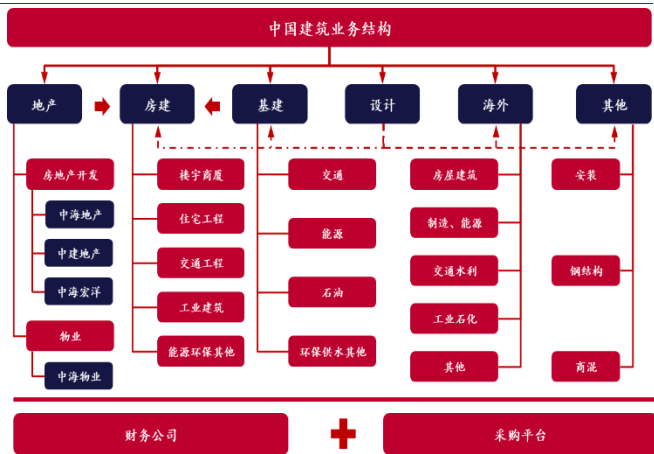 中国建筑业务结构
地产
房建
基建
设计
海外
其他
房地产开发
中海地产
中建地产
中海宏洋
物业
中海物业
楼宇商厦
住宅工程
交通工程
工业建筑
能源环保其他
交通
能源
石油
环保供水其他
房屋建筑
制造、能源
交通水利
工业石化
其他
安装
钢结构
商混
财务公司
采购平台